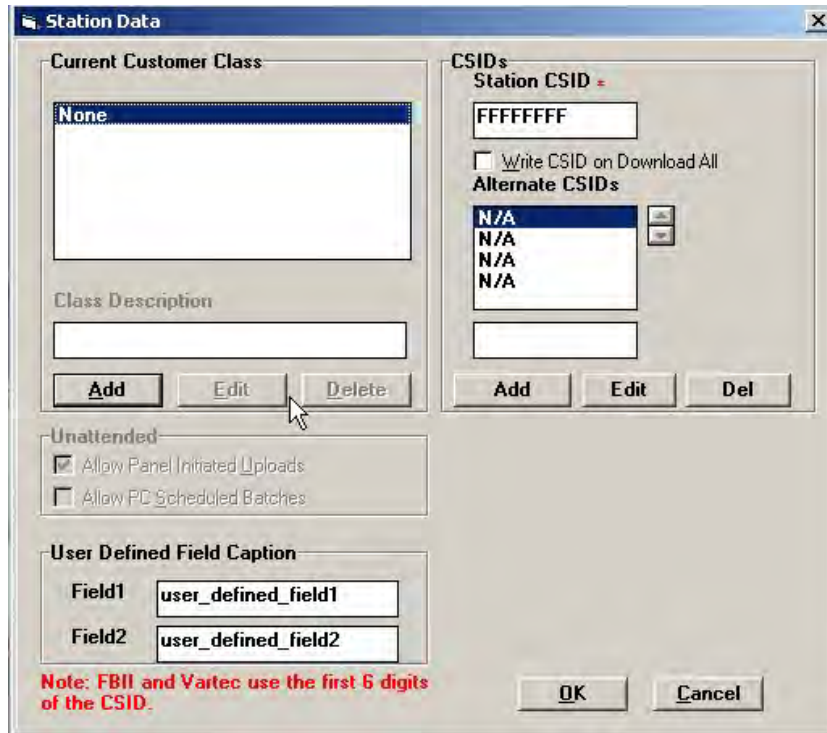 Station Data
Current Customer Class
None
Class Description
Add Edit Delete
CSIDs
Station CSID *
FFFFFFFF
Write CSID on Download All
Alternate CSIDs
N/A
N/A
N/A
N/A
Add Edit Del
Unattended
Allow Panel Initiated Uploads
Allow PC Scheduled Batches
User Defined Field Caption
Field1 user_defined_field1
Field2 user_defined_field2
Note: FBII and Vartec use the first 6 digits
of the CSID.
OK Cancel